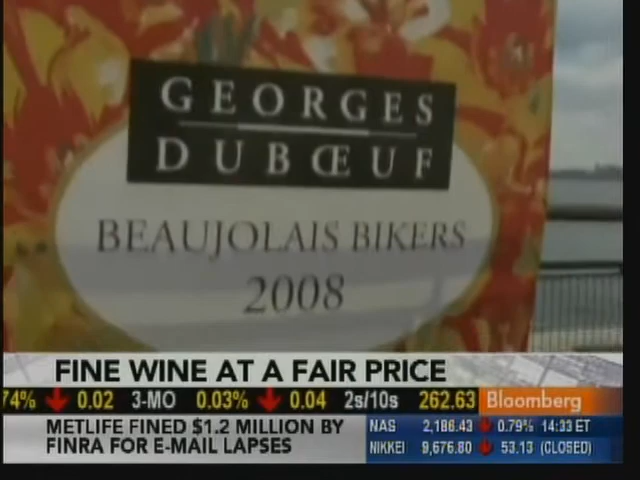 GEORGES
DUBŒUF
BEAUJOLAIS BIKERS
2008
FINE WINE AT A FAIR PRICE
74% 0.02 3-MO 0.03% 0.04 2s/10s 262.63 Bloomberg
METLIFE FINED $1.2 MILLION BY
FINRA FOR E-MAIL LAPSES
NAS 2,186.43 0.79% 14:33 ET
NIKKEI 9,676.80 53.13 (CLOSED)